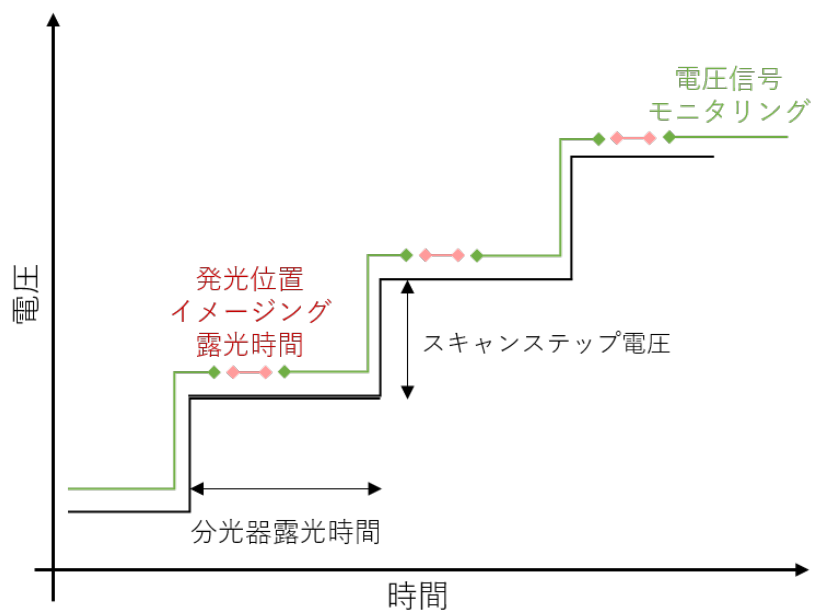 電圧信号
モニタリング
発光位置
イメージング
露光時間
電圧
スキャンステップ電圧
分光器露光時間
時間